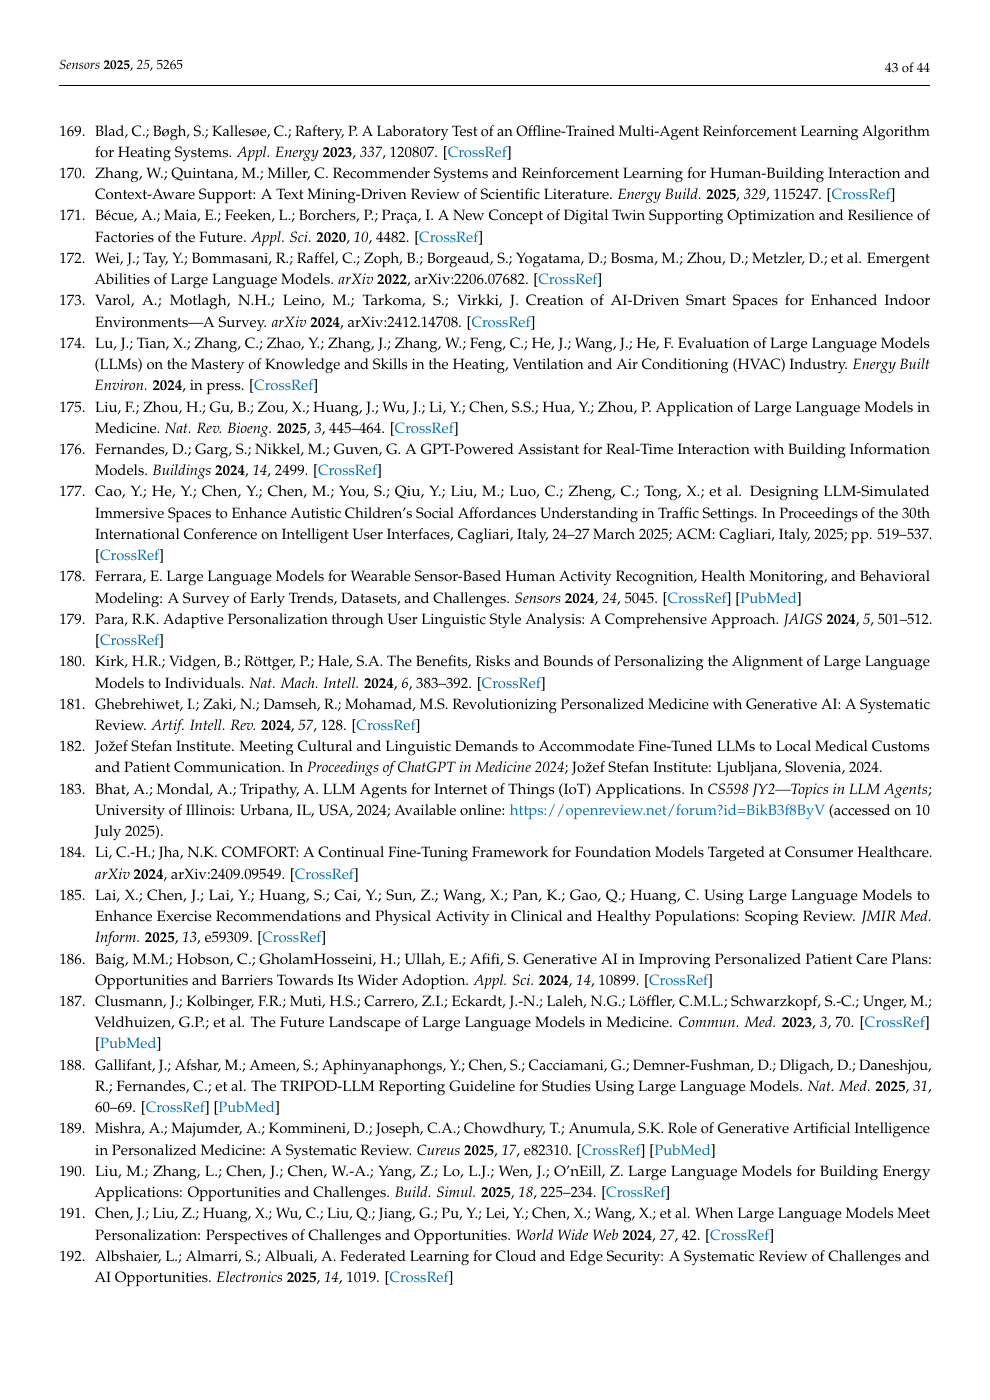 Sensors 2025, 25, 5265
43 of 44
169. Blad, C.; Bøgh, S.; Kallesøe, C.; Raftery, P. A Laboratory Test of an Offline-Trained Multi-Agent Reinforcement Learning Algorithm
for Heating Systems. Appl. Energy 2023, 337, 120807. [CrossRef]
170. Zhang, W.; Quintana, M.; Miller, C. Recommender Systems and Reinforcement Learning for Human-Building Interaction and
Context-Aware Support: A Text Mining-Driven Review of Scientific Literature. Energy Build. 2025, 329, 115247. [CrossRef]
171. Bécue, A.; Maia, E.; Feeken, L.; Borchers, P.; Praça, I. A New Concept of Digital Twin Supporting Optimization and Resilience of
Factories of the Future. Appl. Sci. 2020, 10, 4482. [CrossRef]
172. Wei, J.; Tay, Y.; Bommasani, R.; Raffel, C.; Zoph, B.; Borgeaud, S.; Yogatama, D.; Bosma, M.; Zhou, D.; Metzler, D.; et al. Emergent
Abilities of Large Language Models. arXiv 2022, arXiv:2206.07682. [CrossRef]
173. Varol, A.; Motlagh, N.H.; Leino, M.; Tarkoma, S.; Virkki, J. Creation of AI-Driven Smart Spaces for Enhanced Indoor
Environments—A Survey. arXiv 2024, arXiv:2412.14708. [CrossRef]
174. Lu, J.; Tian, X.; Zhang, C.; Zhao, Y.; Zhang, J.; Zhang, W.; Feng, C.; He, J.; Wang, J.; He, F. Evaluation of Large Language Models
(LLMs) on the Mastery of Knowledge and Skills in the Heating, Ventilation and Air Conditioning (HVAC) Industry. Energy Built
Environ. 2024, in press. [CrossRef]
175. Liu, F.; Zhou, H.; Gu, B.; Zou, X.; Huang, J.; Wu, J.; Li, Y.; Chen, S.S.; Hua, Y.; Zhou, P. Application of Large Language Models in
Medicine. Nat. Rev. Bioeng. 2025, 3, 445–464. [CrossRef]
176. Fernandes, D.; Garg, S.; Nikkel, M.; Guven, G. A GPT-Powered Assistant for Real-Time Interaction with Building Information
Models. Buildings 2024, 14, 2499. [CrossRef]
177. Cao, Y.; He, Y.; Chen, Y.; Chen, M.; You, S.; Qiu, Y.; Liu, M.; Luo, C.; Zheng, C.; Tong, X.; et al. Designing LLM-Simulated
Immersive Spaces to Enhance Autistic Children's Social Affordances Understanding in Traffic Settings. In Proceedings of the 30th
International Conference on Intelligent User Interfaces, Cagliari, Italy, 24–27 March 2025; ACM: Cagliari, Italy, 2025; pp. 519–537.
[CrossRef]
178. Ferrara, E. Large Language Models for Wearable Sensor-Based Human Activity Recognition, Health Monitoring, and Behavioral
Modeling: A Survey of Early Trends, Datasets, and Challenges. Sensors 2024, 24, 5045. [CrossRef] [PubMed]
179. Para, R.K. Adaptive Personalization through User Linguistic Style Analysis: A Comprehensive Approach. JAIGS 2024, 5, 501–512.
[CrossRef]
180. Kirk, H.R.; Vidgen, B.; Röttger, P.; Hale, S.A. The Benefits, Risks and Bounds of Personalizing the Alignment of Large Language
Models to Individuals. Nat. Mach. Intell. 2024, 6, 383–392. [CrossRef]
181. Ghebrehiwet, I.; Zaki, N.; Damseh, R.; Mohamad, M.S. Revolutionizing Personalized Medicine with Generative AI: A Systematic
Review. Artif. Intell. Rev. 2024, 57, 128. [CrossRef]
182. Jožef Stefan Institute. Meeting Cultural and Linguistic Demands to Accommodate Fine-Tuned LLMs to Local Medical Customs
and Patient Communication. In Proceedings of ChatGPT in Medicine 2024; Jožef Stefan Institute: Ljubljana, Slovenia, 2024.
183. Bhat, A.; Mondal, A.; Tripathy, A. LLM Agents for Internet of Things (IoT) Applications. In CS598 JY2—Topics in LLM Agents;
University of Illinois: Urbana, IL, USA, 2024; Available online: https://openreview.net/forum?id=BikB3f8ByV (accessed on 10
July 2025).
184. Li, C.-H.; Jha, N.K. COMFORT: A Continual Fine-Tuning Framework for Foundation Models Targeted at Consumer Healthcare.
arXiv 2024, arXiv:2409.09549. [CrossRef]
185. Lai, X.; Chen, J.; Lai, Y.; Huang, S.; Cai, Y.; Sun, Z.; Wang, X.; Pan, K.; Gao, Q.; Huang, C. Using Large Language Models to
Enhance Exercise Recommendations and Physical Activity in Clinical and Healthy Populations: Scoping Review. JMIR Med.
Inform. 2025, 13, e59309. [CrossRef]
186. Baig, M.M.; Hobson, C.; GholamHosseini, H.; Ullah, E.; Afifi, S. Generative AI in Improving Personalized Patient Care Plans:
Opportunities and Barriers Towards Its Wider Adoption. Appl. Sci. 2024, 14, 10899. [CrossRef]
187. Clusmann, J.; Kolbinger, F.R.; Muti, H.S.; Carrero, Z.I.; Eckardt, J.-N.; Laleh, N.G.; Löffler, C.M.L.; Schwarzkopf, S.-C.; Unger, M.;
Veldhuizen, G.P.; et al. The Future Landscape of Large Language Models in Medicine. Commun. Med. 2023, 3, 70. [CrossRef]
[PubMed]
188. Gallifant, J.; Afshar, M.; Ameen, S.; Aphinyanaphongs, Y.; Chen, S.; Cacciamani, G.; Demner-Fushman, D.; Dligach, D.; Daneshjou,
R.; Fernandes, C.; et al. The TRIPOD-LLM Reporting Guideline for Studies Using Large Language Models. Nat. Med. 2025, 31,
60–69. [CrossRef] [PubMed]
189. Mishra, A.; Majumder, A.; Kommineni, D.; Joseph, C.A.; Chowdhury, T.; Anumula, S.K. Role of Generative Artificial Intelligence
in Personalized Medicine: A Systematic Review. Cureus 2025, 17, e82310. [CrossRef] [PubMed]
190. Liu, M.; Zhang, L.; Chen, J.; Chen, W.-A.; Yang, Z.; Lo, L.J.; Wen, J.; O'nEill, Z. Large Language Models for Building Energy
Applications: Opportunities and Challenges. Build. Simul. 2025, 18, 225–234. [CrossRef]
191. Chen, J.; Liu, Z.; Huang, X.; Wu, C.; Liu, Q.; Jiang, G.; Pu, Y.; Lei, Y.; Chen, X.; Wang, X.; et al. When Large Language Models Meet
Personalization: Perspectives of Challenges and Opportunities. World Wide Web 2024, 27, 42. [CrossRef]
192. Albshaier, L.; Almarri, S.; Albuali, A. Federated Learning for Cloud and Edge Security: A Systematic Review of Challenges and
AI Opportunities. Electronics 2025, 14, 1019. [CrossRef]